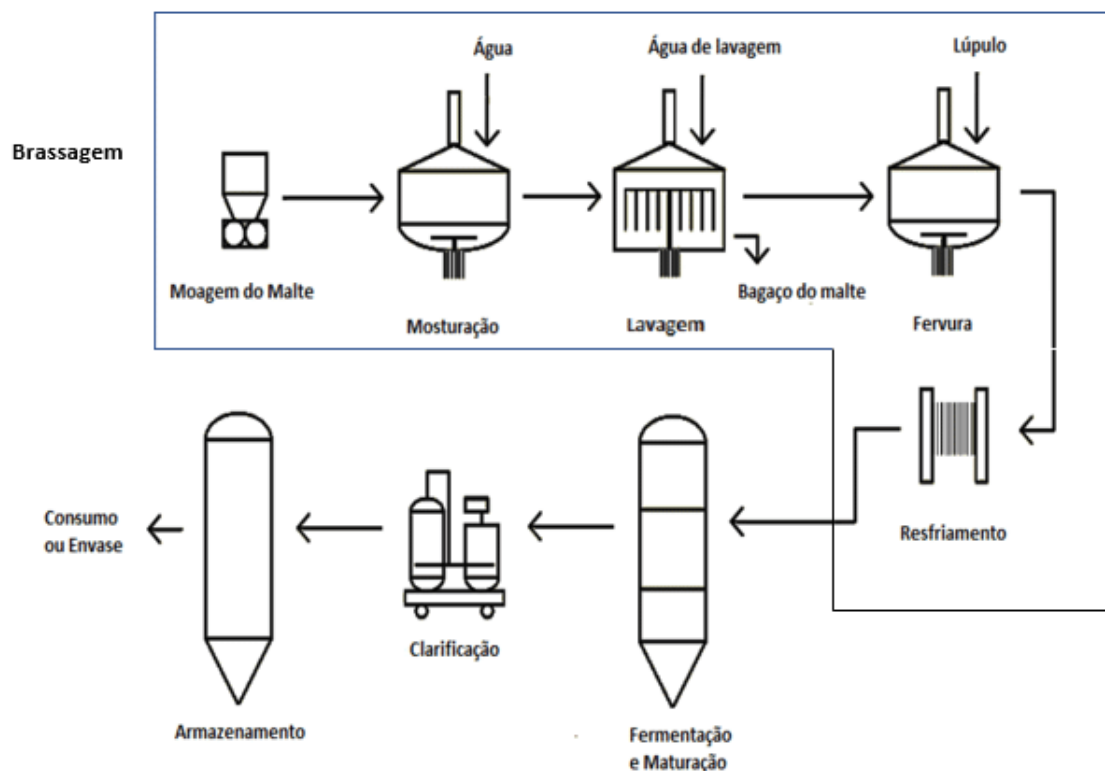 Água
Água de lavagem
Lúpulo
Brassagem
Moagem do Malte
Mosturação
Lavagem
Bagaço do malte
Fervura
Resfriamento
Consumo
ou Envase
Clarificação
Armazenamento
Fermentação
e Maturação